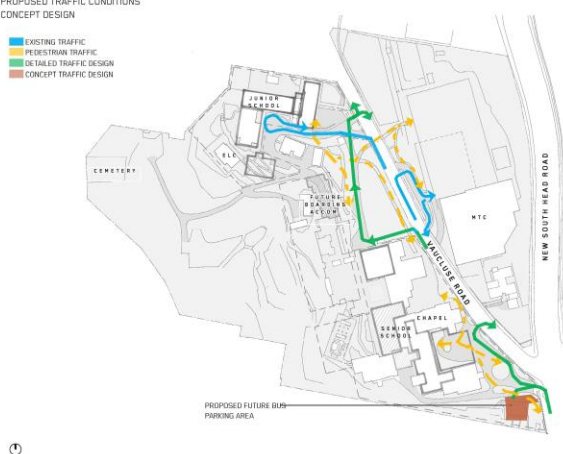 PROPOSED TRAFFIC CONDITIONS
CONCEPT DESIGN
EXISTING TRAFFIC
PEDESTRIAN TRAFFIC
DETAILED TRAFFIC DESIGN
CONCEPT TRAFFIC DESIGN
JUNIOR
SCHOOL
ELC
CEMETERY
FUTURE
BOARDING
ACCOM
MTC
NEW SOUTH HEAD ROAD
VAUCLUSE ROAD
CHAPEL
SENIOR
SCHOOL
PROPOSED FUTURE BUS
PARKING AREA